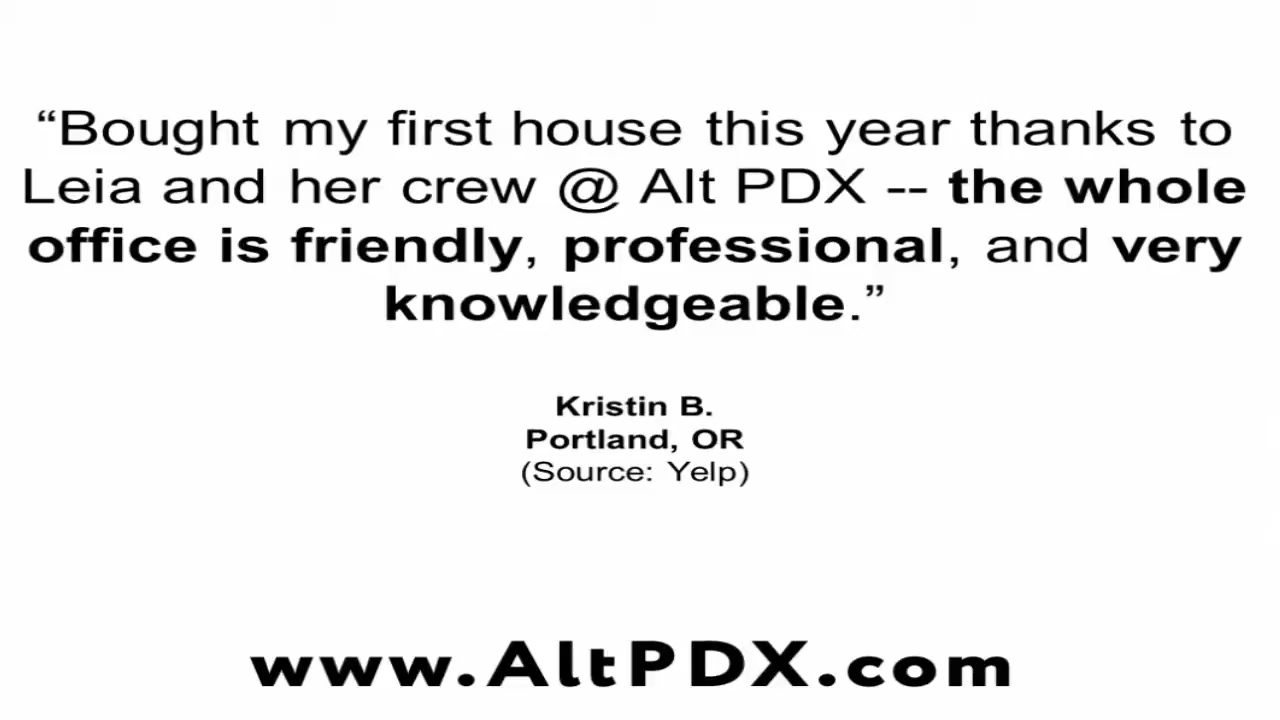 “Bought my first house this year thanks to
Leia and her crew @ Alt PDX -- the whole
office is friendly, professional, and very
knowledgeable.”
Kristin B.
Portland, OR
(Source: Yelp)
www.AltPDX.com